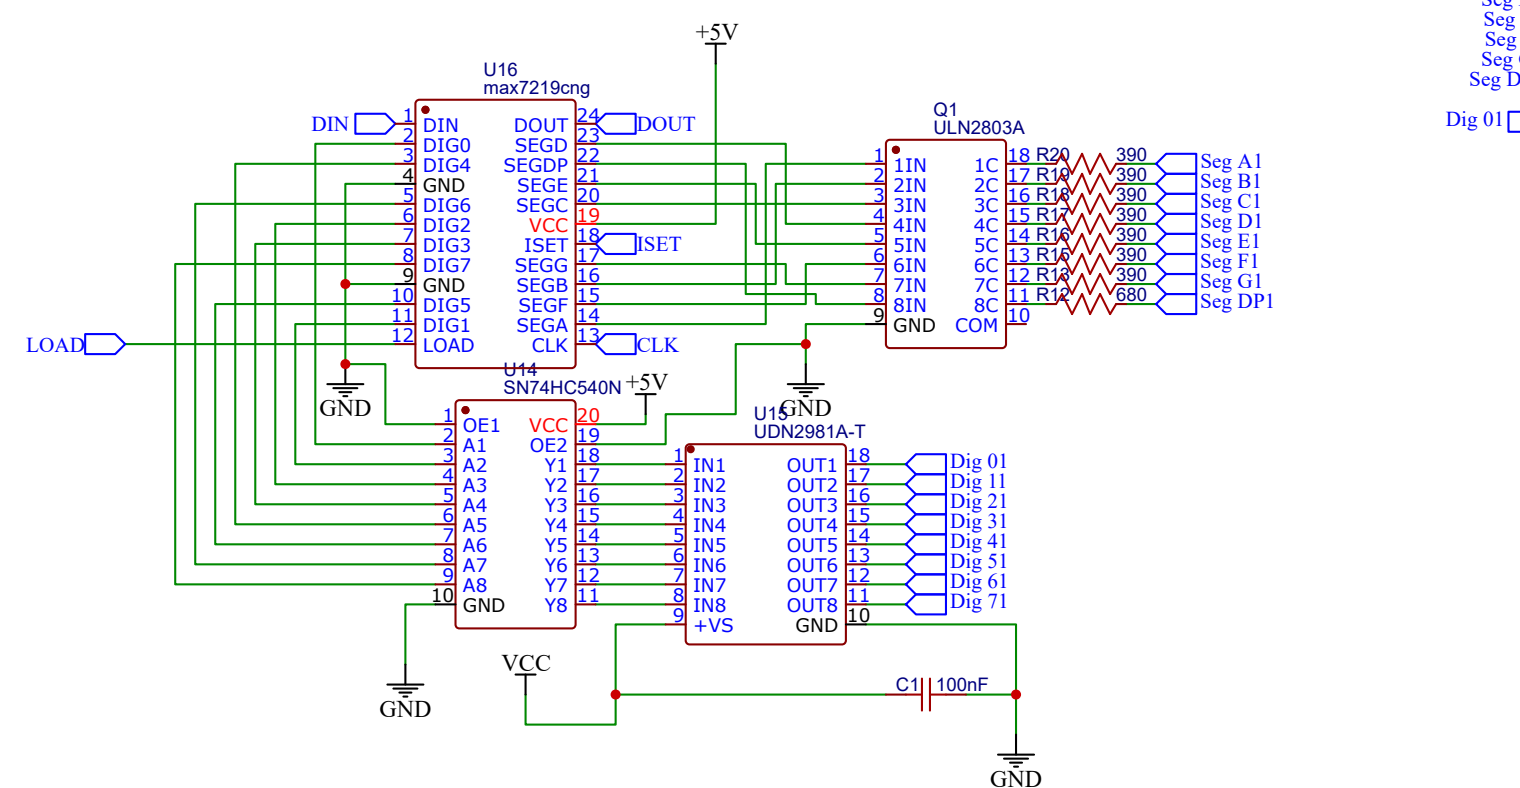 +5V
Seg
Seg
Seg
Seg D
Dig 01
U16
max7219cng
DIN
1 DIN DOUT 24 DOUT
2 DIG0 SEGD 23
3 DIG4 SEGDP 22
4 GND SEGE 21
5 DIG6 SEGC 20
6 DIG2 VCC 19
7 DIG3 ISET 18 ISET
8 DIG7 SEGG 17
9 GND SEGB 16
10 DIG5 SEGF 15
11 DIG1 SEGA 14
LOAD 12 LOAD CLK 13 CLK
GND
Q1
ULN2803A
1 1IN 1C 18 R20 390 Seg A1
2 2IN 2C 17 R19 390 Seg B1
3 3IN 3C 16 R18 390 Seg C1
4 4IN 4C 15 R17 390 Seg D1
5 5IN 5C 14 R16 390 Seg E1
6 6IN 6C 13 R15 390 Seg F1
7 7IN 7C 12 R13 390 Seg G1
8 8IN 8C 11 R12 680 Seg DP1
9 GND COM 10
GND
U14
SN74HC540N
+5V
1 OE1 VCC 20
2 A1 OE2 19
3 A2 Y1 18
4 A3 Y2 17
5 A4 Y3 16
6 A5 Y4 15
7 A6 Y5 14
8 A7 Y6 13
9 A8 Y7 12
10 GND Y8 11
GND
U15
UDN2981A-T
1 IN1 OUT1 18 Dig 01
2 IN2 OUT2 17 Dig 11
3 IN3 OUT3 16 Dig 21
4 IN4 OUT4 15 Dig 31
5 IN5 OUT5 14 Dig 41
6 IN6 OUT6 13 Dig 51
7 IN7 OUT7 12 Dig 61
8 IN8 OUT8 11 Dig 71
9 +VS GND 10
VCC
C1 100nF
GND